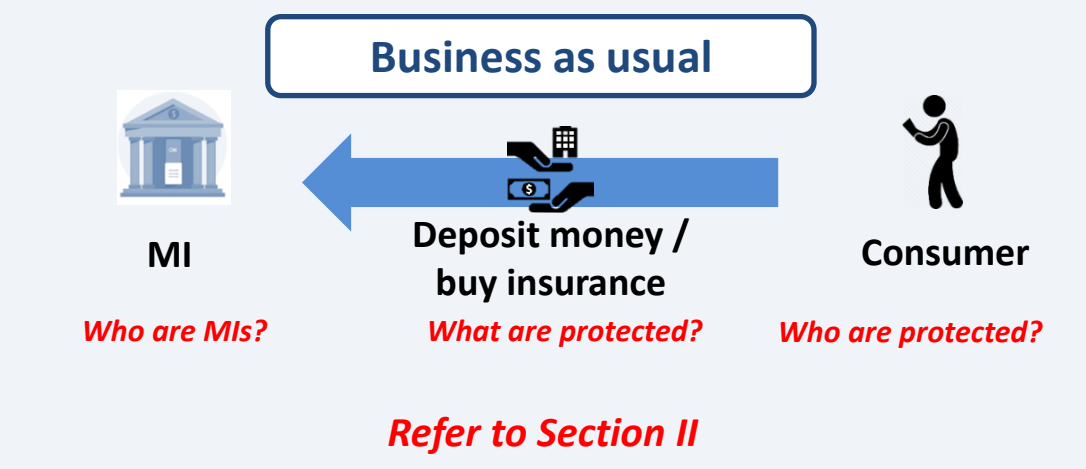 Business as usual
MI
Deposit money /
buy insurance
Consumer
Who are MIs?
What are protected?
Who are protected?
Refer to Section II